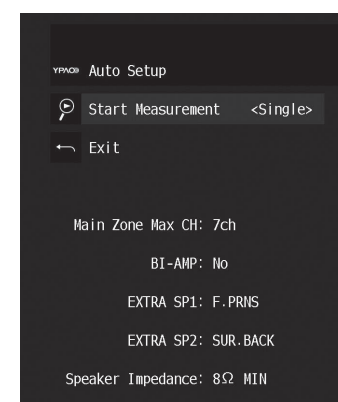 YPAO Auto Setup
Start Measurement <Single>
Exit
Main Zone Max CH: 7ch
BI-AMP: No
EXTRA SP1: F.PRNS
EXTRA SP2: SUR.BACK
Speaker Impedance: 8Ω MIN